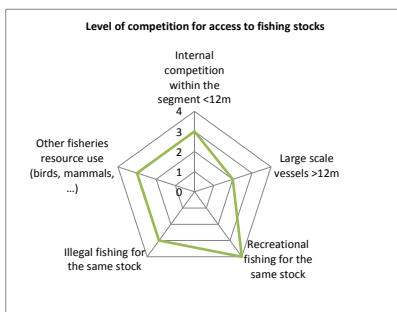 Level of competition for access to fishing stocks
Internal
competition
within the
segment <12m
4
3
2
1
0
Large scale
vessels >12m
Recreational
fishing for the
same stock
Illegal fishing for
the same stock
Other fisheries
resource use
(birds, mammals,
...)